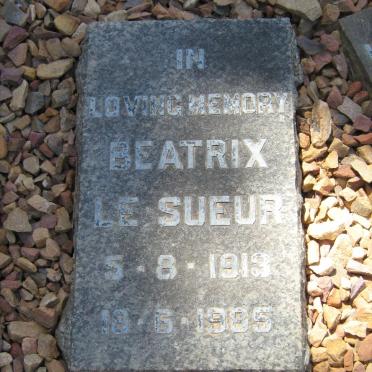 IN
LOVING MEMORY
BEATRIX
LE SUEUR
5 - 8 - 1913
18 - 6 - 1985